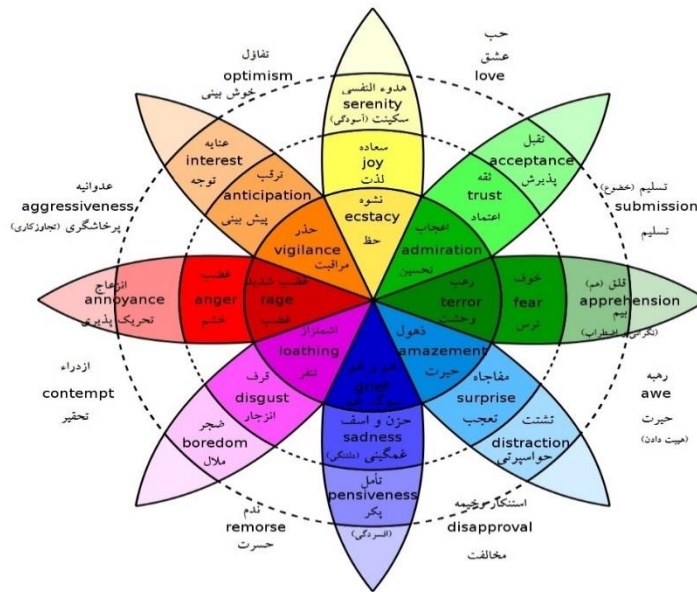 حب
عشق
love
تفاؤل
optimism
خوش بینی
هدوء النفسی
serenity
سکینت (آسودگی)
سعاده
joy
لذت
نشوه
ecstacy
حظ
تقبل
acceptance
پذیرش
ثقه
trust
اعتماد
اعجاب
admiration
تحسین
عنایه
interest
توجه
ترقب
anticipation
پیش بینی
حذر
vigilance
مراقبت
عدوانیه
aggressiveness
پرخاشگری (تجاوزکاری)
تسلیم (خضوع)
submission
تسلیم
انزعاج
annoyance
تحریک پذیری
غضب
anger
خشم
غضب شدید
rage
غضب
رعب
terror
وحشت
خوف
fear
ترس
قلق (هم)
apprehension
بیم
(نگرانی، اضطراب)
اشمئزاز
loathing
تنفر
ذهول
amazement
حیرت
grief
قرف
disgust
انزجار
مفاجاه
surprise
تعجب
حزن و اسف
sadness
غمگینی (دلتنگی)
ازدراء
contempt
تحقیر
رهبه
awe
حیرت
(هیبت دادن)
ضجر
boredom
ملال
تشتت
distraction
حواسپرتی
تأمل
pensiveness
پکر
(افسردگی)
ندم
remorse
حسرت
استنکار
disapproval
مخالفت